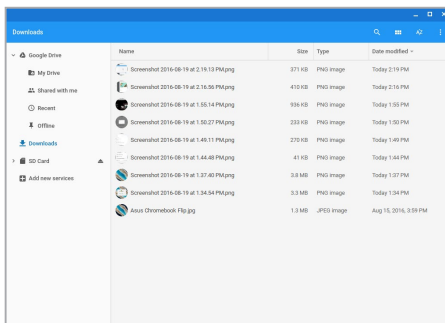 Downloads
AZ
Google Drive
My Drive
Shared with me
Recent
Offline
Downloads
SD Card
Add new services
Name Size Type Date modified
Screenshot 2016-08-19 at 2.19.13 PM.png 371 KB PNG image Today 2:19 PM
Screenshot 2016-08-19 at 2.16.56 PM.png 410 KB PNG image Today 2:16 PM
Screenshot 2016-08-19 at 1.55.14 PM.png 936 KB PNG image Today 1:55 PM
Screenshot 2016-08-19 at 1.50.27 PM.png 233 KB PNG image Today 1:50 PM
Screenshot 2016-08-19 at 1.49.11 PM.png 270 KB PNG image Today 1:49 PM
Screenshot 2016-08-19 at 1.44.48 PM.png 41 KB PNG image Today 1:44 PM
Screenshot 2016-08-19 at 1.37.40 PM.png 3.8 MB PNG image Today 1:37 PM
Screenshot 2016-08-19 at 1.34.54 PM.png 3.3 MB PNG image Today 1:34 PM
Asus Chromebook Flip.jpg 1.3 MB JPEG image Aug 15, 2016, 3:59 PM